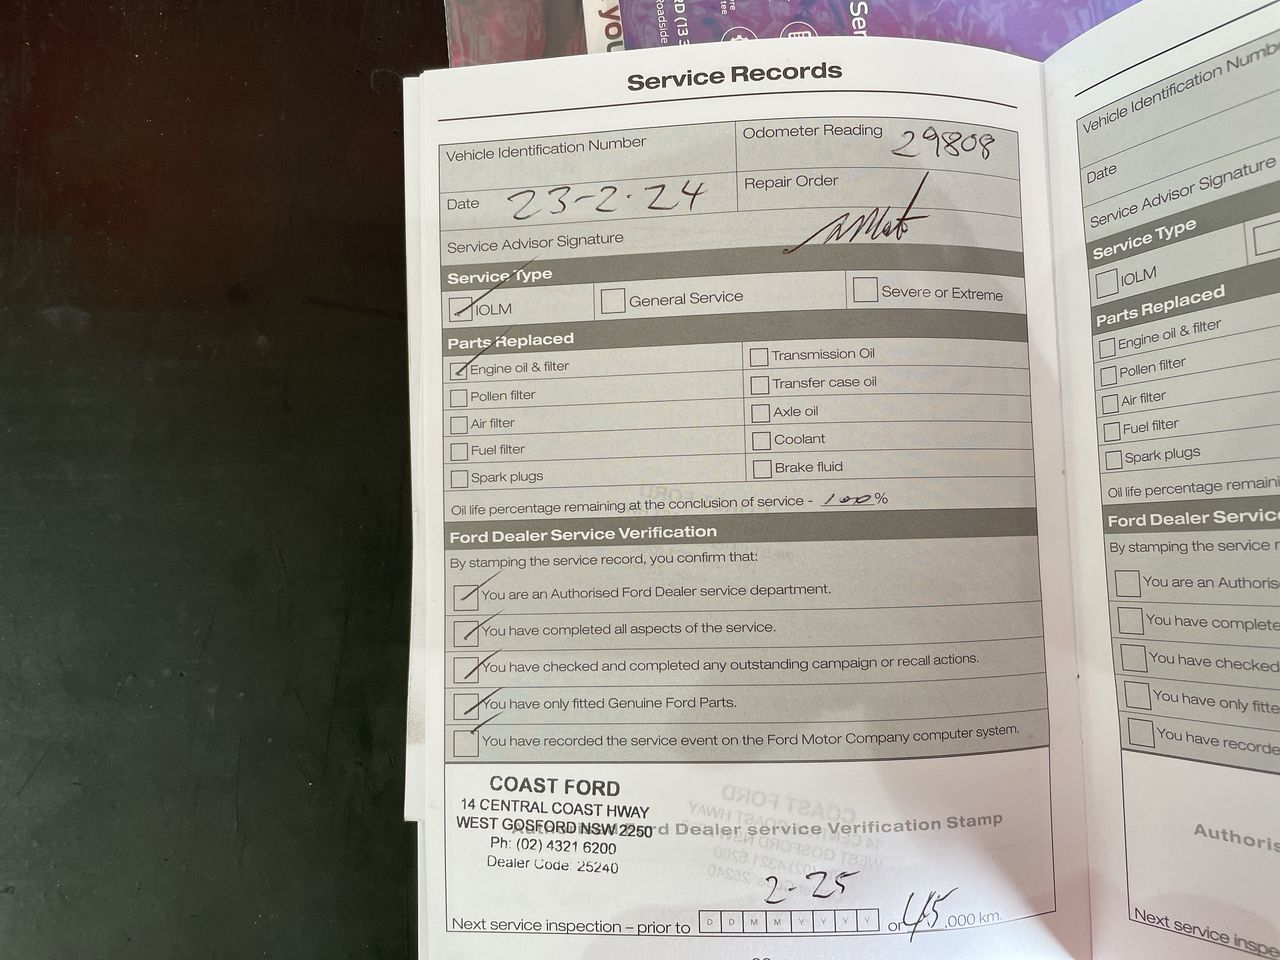 you
Roadside
RD (13 3
Ser
Service Records
Vehicle Identification Number
Odometer Reading 29808
Date 23-2-24
Repair Order
Service Advisor Signature
Service Type
IOLM
General Service
Severe or Extreme
Parts Replaced
Engine oil & filter
Transmission Oil
Pollen filter
Transfer case oil
Air filter
Axle oil
Fuel filter
Coolant
Spark plugs
Brake fluid
Oil life percentage remaining at the conclusion of service - 100%
Ford Dealer Service Verification
By stamping the service record, you confirm that:
You are an Authorised Ford Dealer service department.
You have completed all aspects of the service.
You have checked and completed any outstanding campaign or recall actions.
You have only fitted Genuine Ford Parts.
You have recorded the service event on the Ford Motor Company computer system.
COAST FORD
14 CENTRAL COAST HWAY
WEST GOSFORD NSW 2250
Authorised Ford Dealer service Verification Stamp
Ph: (02) 4321 6200
Dealer Code: 25240
2-25
Next service inspection – prior to D D M M Y Y Y Y or 45,000 km.
Vehicle Identification Numb
Date
Service Advisor Signature
Service Type
IOLM
Parts Replaced
Engine oil & filter
Pollen filter
Air filter
Fuel filter
Spark plugs
Oil life percentage remaini
Ford Dealer Servic
By stamping the service r
You are an Authoris
You have complete
You have checked
You have only fitte
You have recorde
Authoris
Next service inspe